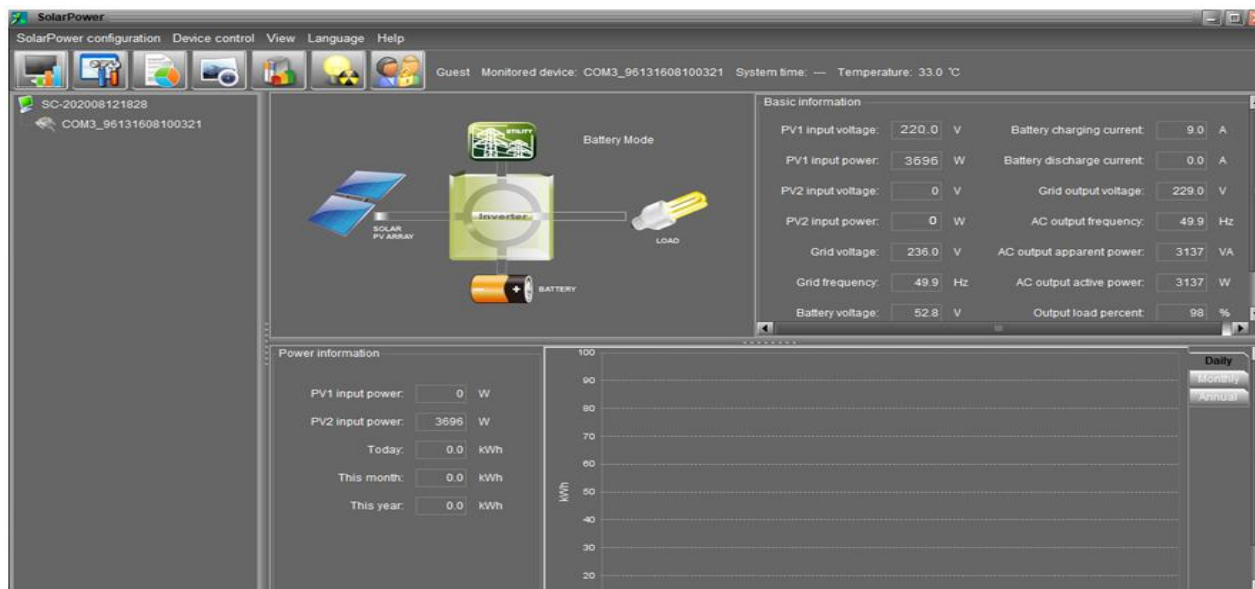 SolarPower
SolarPower configuration Device control View Language Help
Guest Monitored device: COM3_96131608100321 System time: --- Temperature: 33.0 ℃
SC-202008121828
COM3_96131608100321
UTILITY
Battery Mode
SOLAR
PV ARRAY
Inverter
LOAD
BATTERY
Basic information
PV1 input voltage: 220.0 V Battery charging current: 9.0 A
PV1 input power: 3696 W Battery discharge current: 0.0 A
PV2 input voltage: 0 V Grid output voltage: 229.0 V
PV2 input power: 0 W AC output frequency: 49.9 Hz
Grid voltage: 236.0 V AC output apparent power: 3137 VA
Grid frequency: 49.9 Hz AC output active power: 3137 W
Battery voltage: 52.8 V Output load percent: 98 %
Power information
PV1 input power: 0 W
PV2 input power: 3696 W
Today: 0.0 kWh
This month: 0.0 kWh
This year: 0.0 kWh
100
90
80
70
60
50
40
30
20
kWh
Daily
Monthly
Annual